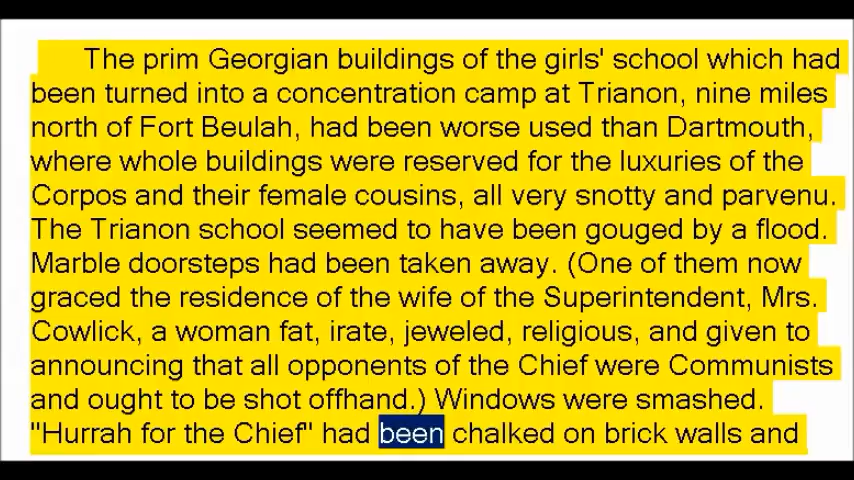 The prim Georgian buildings of the girls' school which had
been turned into a concentration camp at Trianon, nine miles
north of Fort Beulah, had been worse used than Dartmouth,
where whole buildings were reserved for the luxuries of the
Corpos and their female cousins, all very snotty and parvenu.
The Trianon school seemed to have been gouged by a flood.
Marble doorsteps had been taken away. (One of them now
graced the residence of the wife of the Superintendent, Mrs.
Cowlick, a woman fat, irate, jeweled, religious, and given to
announcing that all opponents of the Chief were Communists
and ought to be shot offhand.) Windows were smashed.
"Hurrah for the Chief" had been chalked on brick walls and